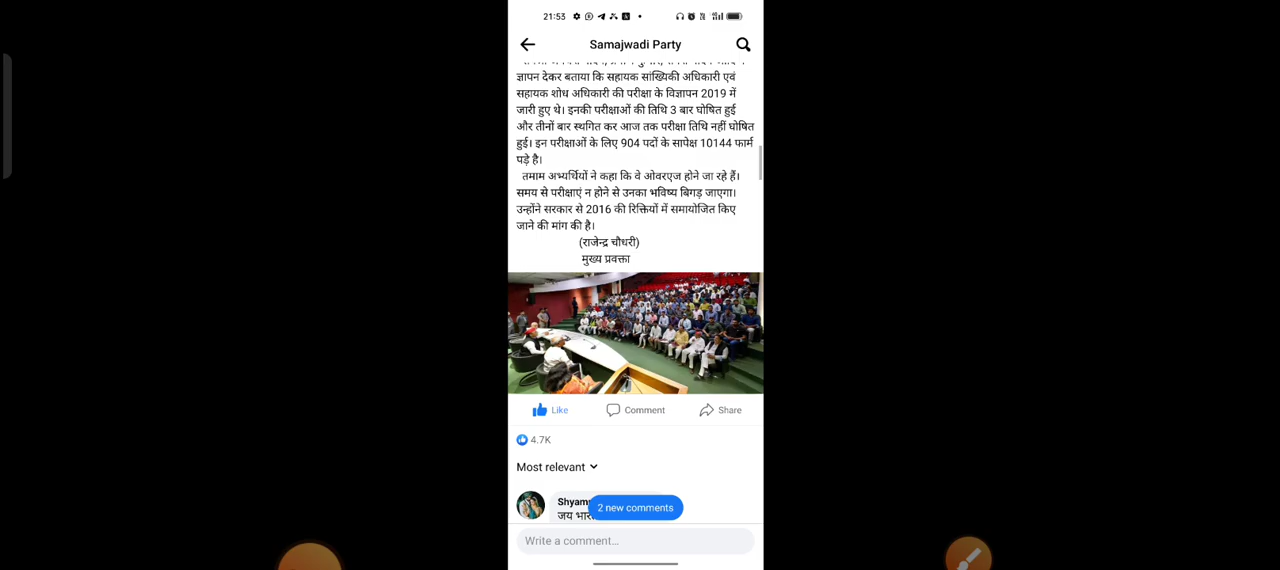 21:53
Samajwadi Party
ज्ञापन देकर बताया कि सहायक सांख्यिकी अधिकारी एवं
सहायक शोध अधिकारी की परीक्षा के विज्ञापन 2019 में
जारी हुए थे। इनकी परीक्षाओं की तिथि 3 बार घोषित हुई
और तीनों बार स्थगित कर आज तक परीक्षा तिथि नहीं घोषित
हुई। इन परीक्षाओं के लिए 904 पदों के सापेक्ष 10144 फार्म
पड़े है।
तमाम अभ्यर्थियों ने कहा कि वे ओवरएज होने जा रहे हैं।
समय से परीक्षाएं न होने से उनका भविष्य बिगड़ जाएगा।
उन्होंने सरकार से 2016 की रिक्तियों में समायोजित किए
जाने की मांग की है।
(राजेन्द्र चौधरी)
मुख्य प्रवक्ता
Like Comment Share
4.7K
Most relevant
2 new comments
Write a comment...